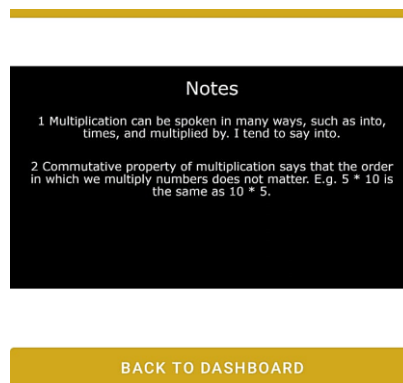 Notes
1 Multiplication can be spoken in many ways, such as into,
times, and multiplied by. I tend to say into.
2 Commutative property of multiplication says that the order
in which we multiply numbers does not matter. E.g. 5 * 10 is
the same as 10 * 5.
BACK TO DASHBOARD